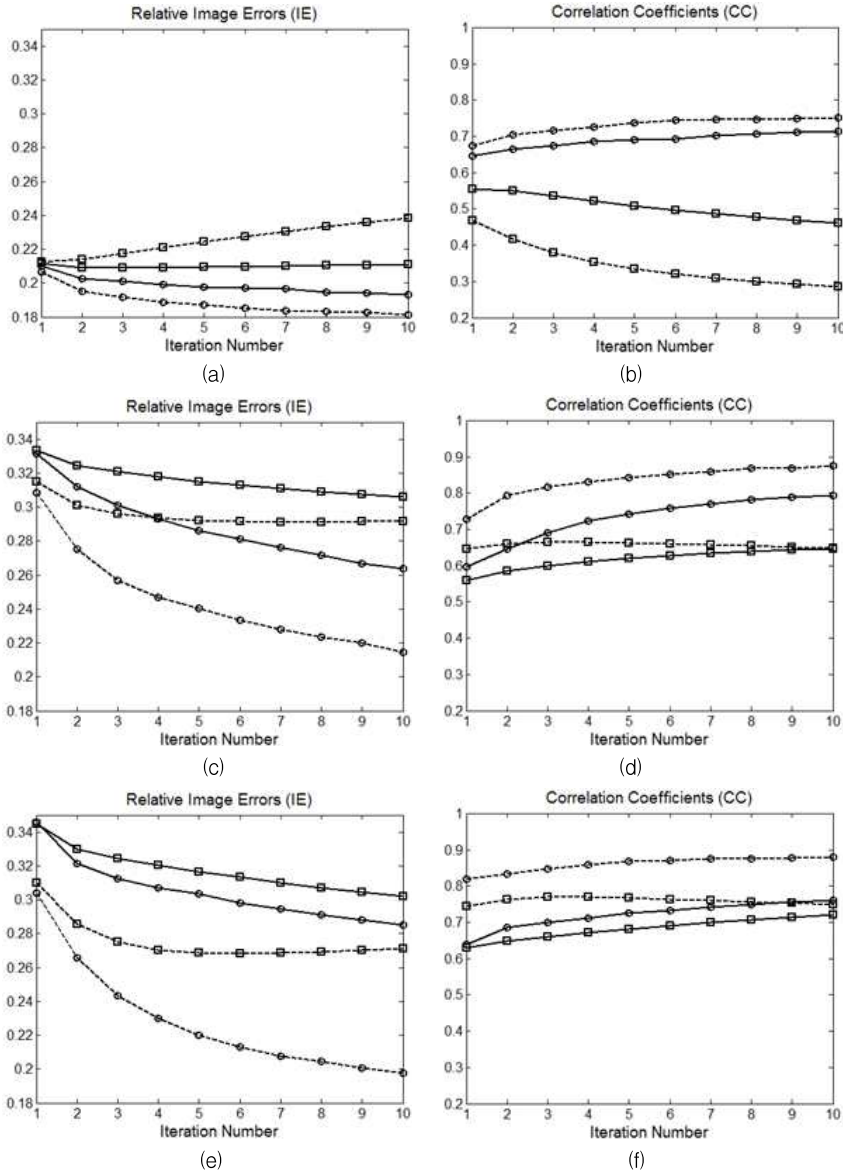 Relative Image Errors (IE)
0.34
0.32
0.3
0.28
0.26
0.24
0.22
0.2
0.18
1 2 3 4 5 6 7 8 9 10
Iteration Number
(a)
Correlation Coefficients (CC)
1
0.9
0.8
0.7
0.6
0.5
0.4
0.3
0.2
1 2 3 4 5 6 7 8 9 10
Iteration Number
(b)
Relative Image Errors (IE)
0.34
0.32
0.3
0.28
0.26
0.24
0.22
0.2
0.18
1 2 3 4 5 6 7 8 9 10
Iteration Number
(c)
Correlation Coefficients (CC)
1
0.9
0.8
0.7
0.6
0.5
0.4
0.3
0.2
1 2 3 4 5 6 7 8 9 10
Iteration Number
(d)
Relative Image Errors (IE)
0.34
0.32
0.3
0.28
0.26
0.24
0.22
0.2
0.18
1 2 3 4 5 6 7 8 9 10
Iteration Number
(e)
Correlation Coefficients (CC)
1
0.9
0.8
0.7
0.6
0.5
0.4
0.3
0.2
1 2 3 4 5 6 7 8 9 10
Iteration Number
(f)